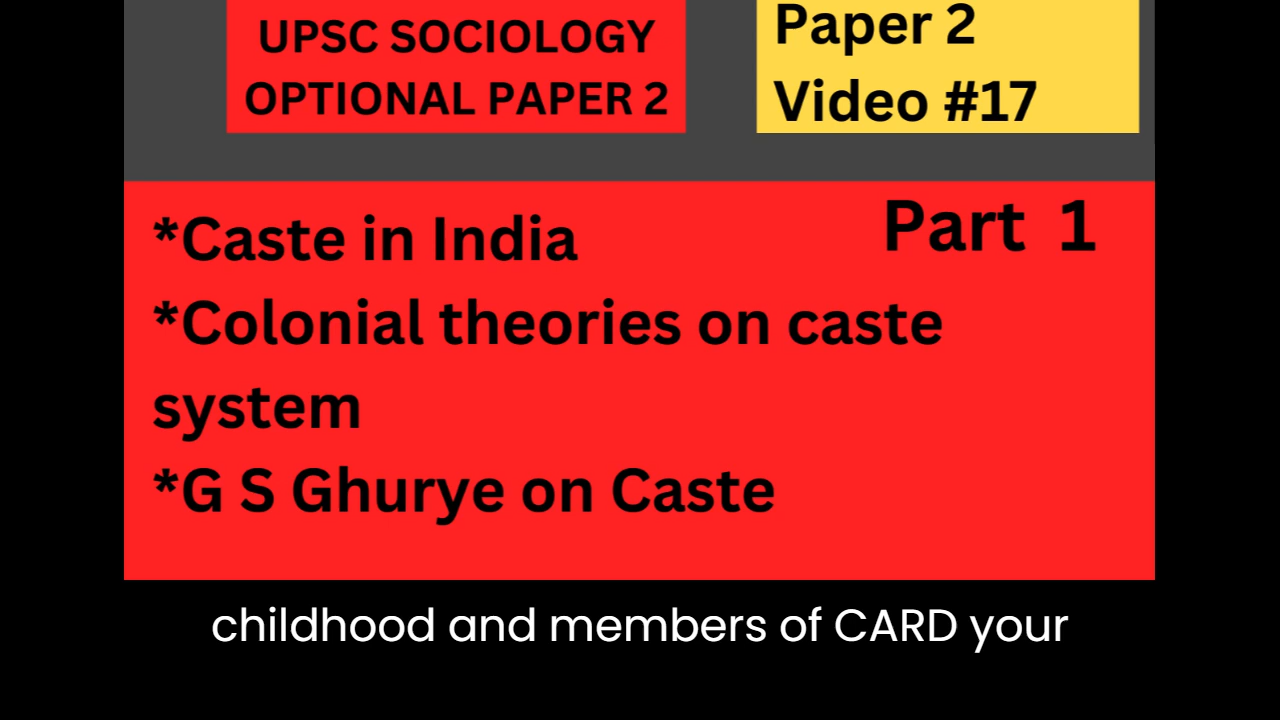 UPSC SOCIOLOGY
OPTIONAL PAPER 2
Paper 2
Video #17
Part 1
*Caste in India
*Colonial theories on caste
system
*G S Ghurye on Caste
childhood and members of CARD your